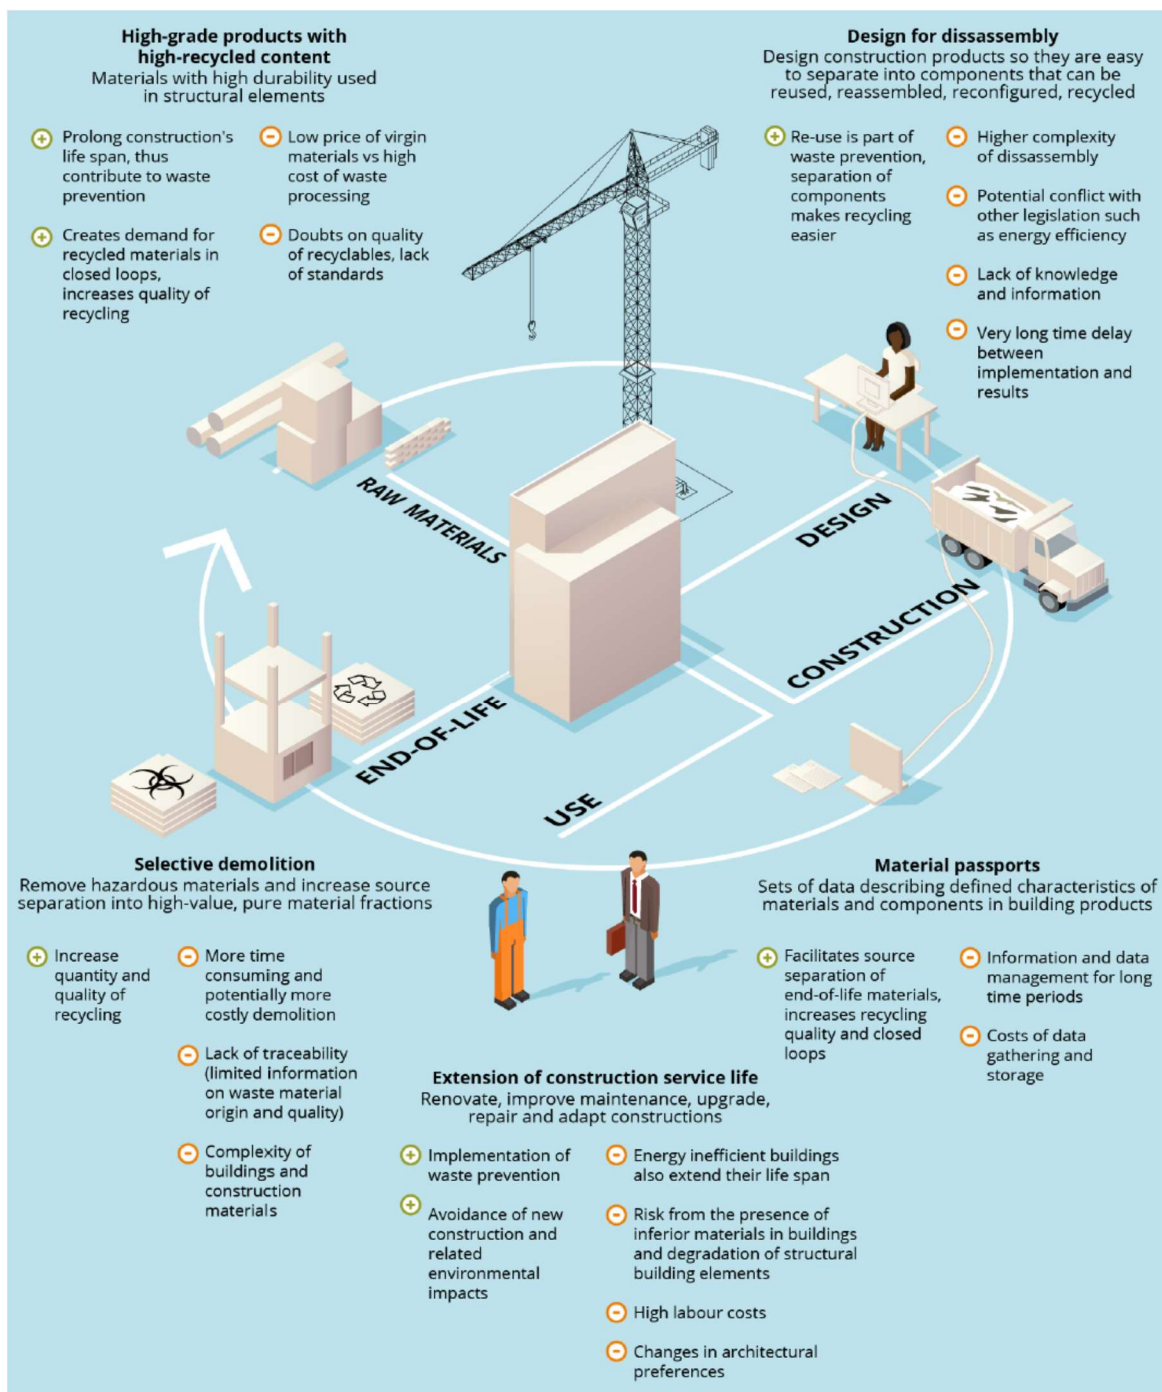 High-grade products with
high-recycled content
Materials with high durability used
in structural elements
Prolong construction's
life span, thus
contribute to waste
prevention
Creates demand for
recycled materials in
closed loops,
increases quality of
recycling
Low price of virgin
materials vs high
cost of waste
processing
Doubts on quality
of recyclables, lack
of standards
Design for disassembly
Design construction products so they are easy
to separate into components that can be
reused, reassembled, reconfigured, recycled
Re-use is part of
waste prevention,
separation of
components
makes recycling
easier
Higher complexity
of dissassembly
Potential conflict with
other legislation such
as energy efficiency
Lack of knowledge
and information
Very long time delay
between
implementation and
results
RAW MATERIALS
DESIGN
CONSTRUCTION
END-OF-LIFE
USE
Selective demolition
Remove hazardous materials and increase source
separation into high-value, pure material fractions
Increase
quantity and
quality of
recycling
More time
consuming and
potentially more
costly demolition
Lack of traceability
(limited information
on waste material
origin and quality)
Complexity of
buildings and
construction
materials
Material passports
Sets of data describing defined characteristics of
materials and components in building products
Facilitates source
separation of
end-of-life materials,
increases recycling
quality and closed
loops
Information and data
management for long
time periods
Costs of data
gathering and
storage
Extension of construction service life
Renovate, improve maintenance, upgrade,
repair and adapt constructions
Implementation of
waste prevention
Avoidance of new
construction and
related
environmental
impacts
Energy inefficient buildings
also extend their life span
Risk from the presence of
inferior materials in buildings
and degradation of structural
building elements
High labour costs
Changes in architectural
preferences